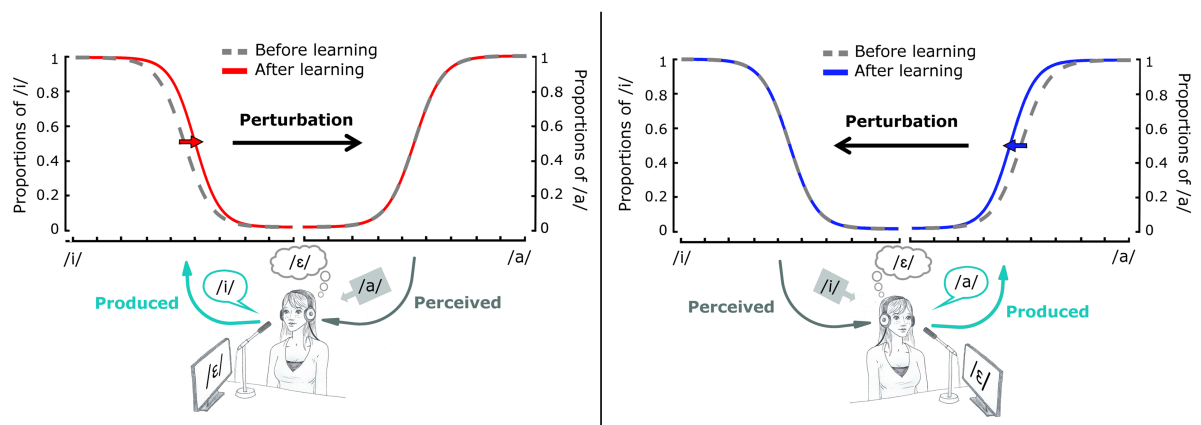 Before learning
After learning
Proportions of /i/
1
0.8
0.6
0.4
0.2
0
Perturbation
1
0.8
0.6
0.4
0.2
0
Proportions of /a/
/i/
/a/
/ε/
/i/
/a/
Produced
Perceived
/ε/
Before learning
After learning
Proportions of /i/
1
0.8
0.6
0.4
0.2
0
Perturbation
1
0.8
0.6
0.4
0.2
0
Proportions of /a/
/i/
/a/
/ε/
/i/
/a/
Perceived
Produced
/ε/